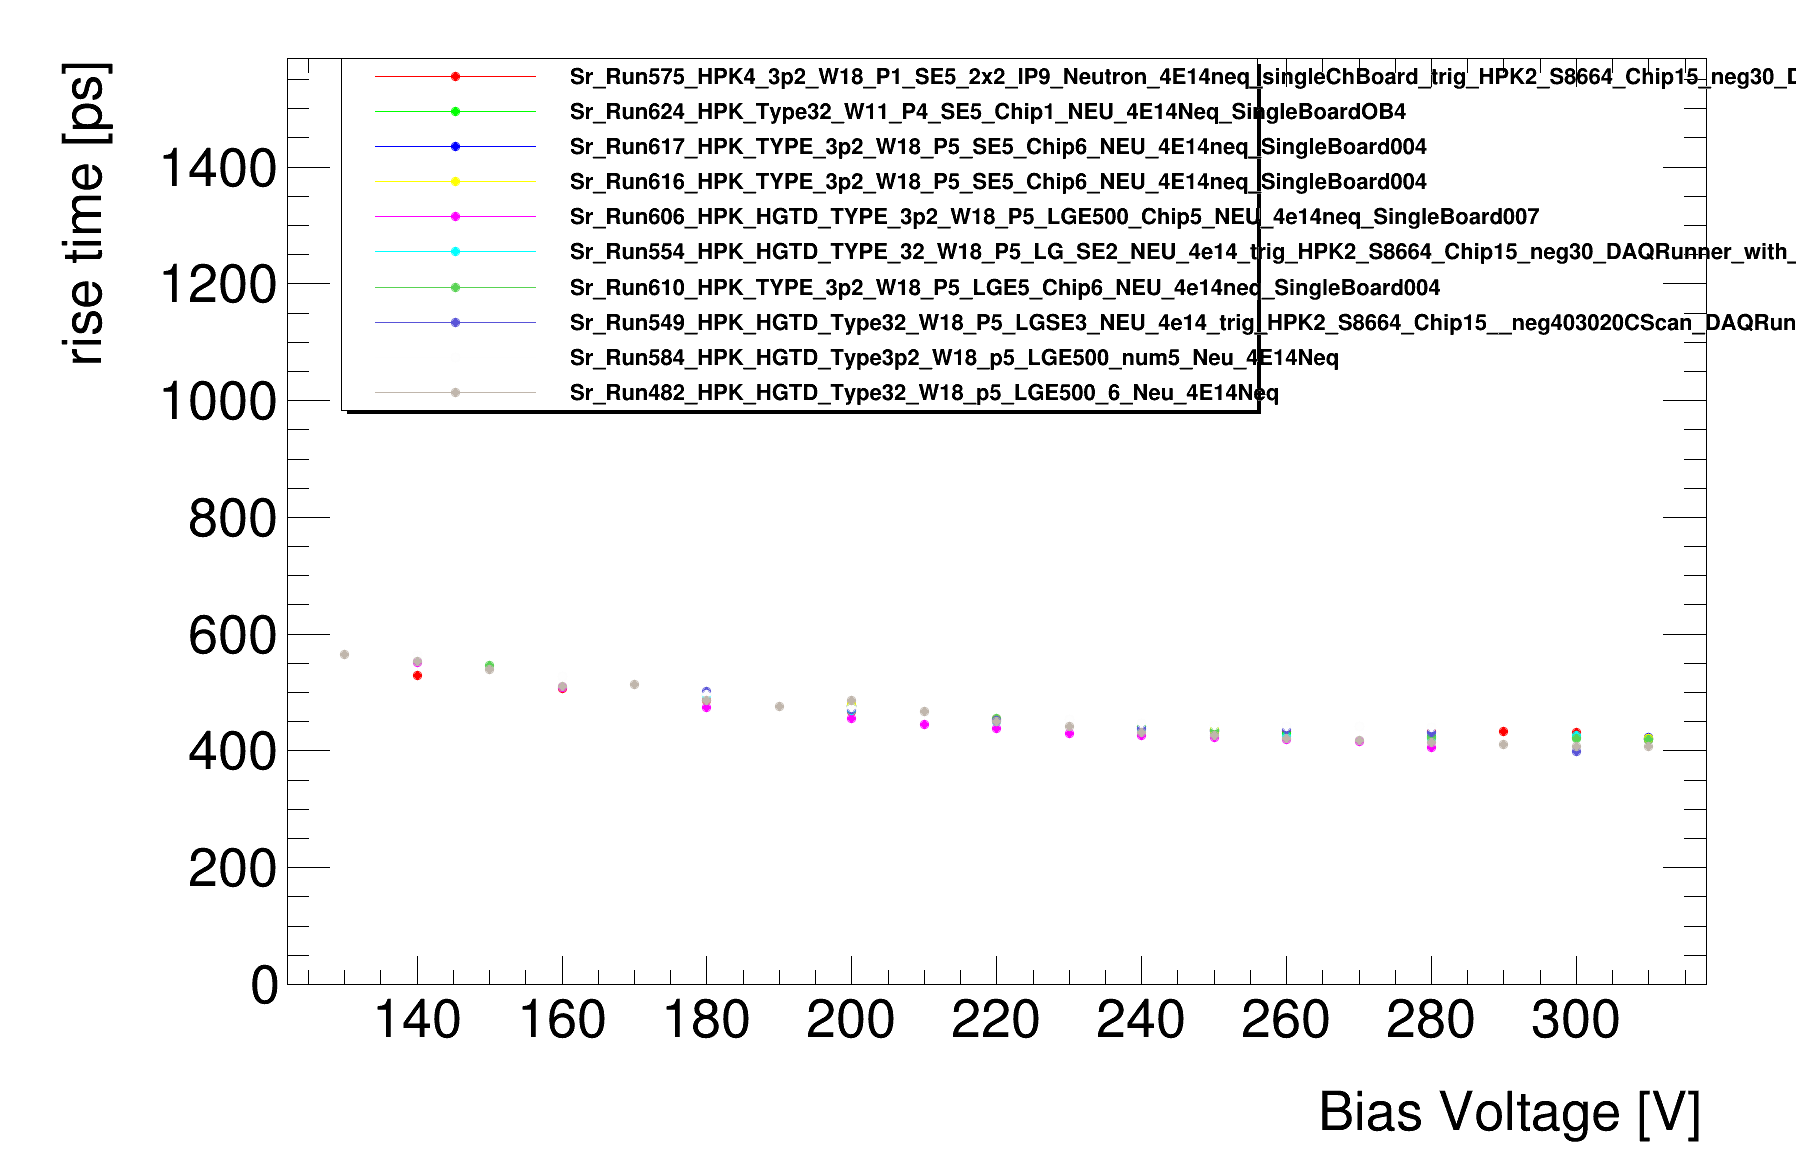 rise time [ps]
Sr_Run575_HPK4_3p2_W18_P1_SE5_2x2_IP9_Neutron_4E14neq_singleChBoard_trig_HPK2_S8664_Chip15_neg30_D
Sr_Run624_HPK_Type32_W11_P4_SE5_Chip1_NEU_4E14Neq_SingleBoardOB4
Sr_Run617_HPK_TYPE_3p2_W18_P5_SE5_Chip6_NEU_4E14neq_SingleBoard004
Sr_Run616_HPK_TYPE_3p2_W18_P5_SE5_Chip6_NEU_4E14neq_SingleBoard004
Sr_Run606_HPK_HGTD_TYPE_3p2_W18_P5_LGE500_Chip5_NEU_4e14neq_SingleBoard007
Sr_Run554_HPK_HGTD_TYPE_32_W18_P5_LG_SE2_NEU_4e14_trig_HPK2_S8664_Chip15_neg30_DAQRunner_with_
Sr_Run610_HPK_TYPE_3p2_W18_P5_LGE5_Chip6_NEU_4e14neq_SingleBoard004
Sr_Run549_HPK_HGTD_Type32_W18_P5_LGSE3_NEU_4e14_trig_HPK2_S8664_Chip15__neg403020CScan_DAQRun
Sr_Run584_HPK_HGTD_Type3p2_W18_p5_LGE500_num5_Neu_4E14Neq
Sr_Run482_HPK_HGTD_Type32_W18_p5_LGE500_6_Neu_4E14Neq
1400
1200
1000
800
600
400
200
0
140 160 180 200 220 240 260 280 300
Bias Voltage [V]